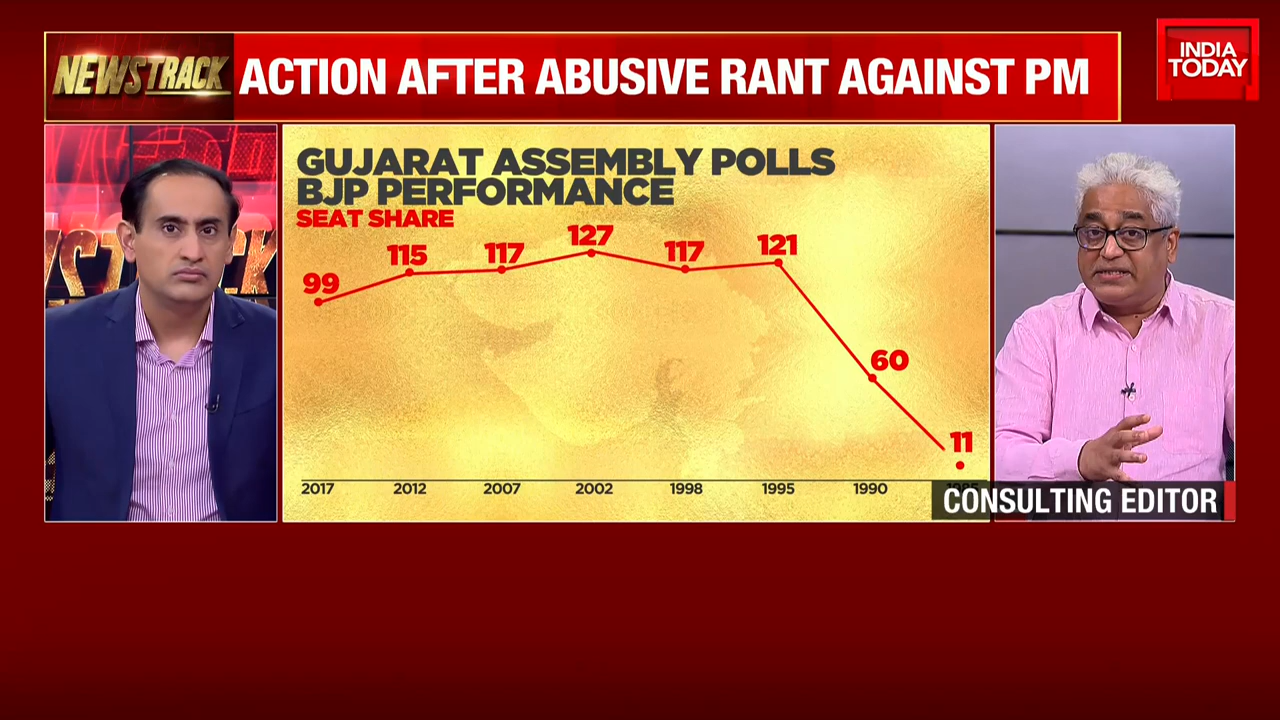 NEWSTRACK
ACTION AFTER ABUSIVE RANT AGAINST PM
INDIA
TODAY
GUJARAT ASSEMBLY POLLS
BJP PERFORMANCE
SEAT SHARE
99 115 117 127 117 121 60 11
2017 2012 2007 2002 1998 1995 1990 1985
CONSULTING EDITOR